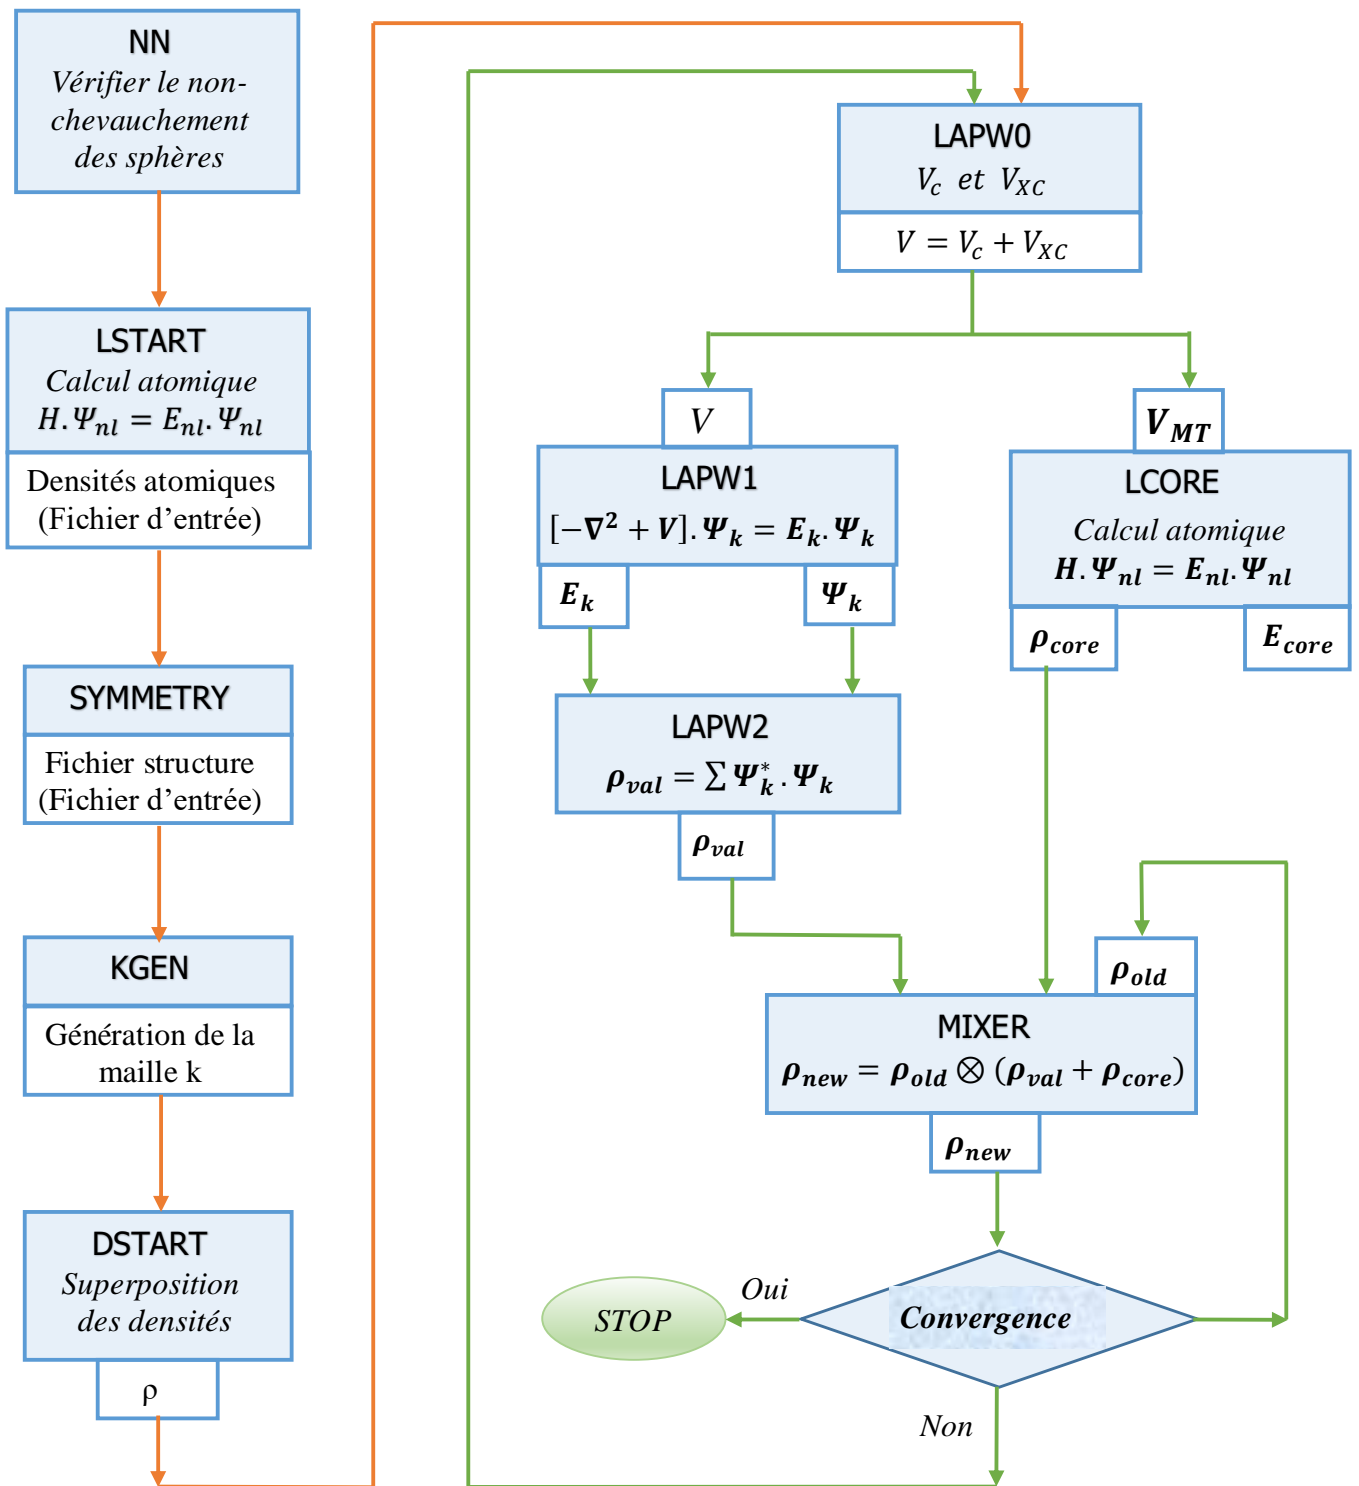 NN
Vérifier le non-
chevauchement
des sphères
LSTART
Calcul atomique
H.Ψnl = Enl.Ψnl
Densités atomiques
(Fichier d’entrée)
SYMMETRY
Fichier structure
(Fichier d’entrée)
KGEN
Génération de la
maille k
DSTART
Superposition
des densités
ρ
LAPW0
Vc et VXC
V = Vc + VXC
V
LAPW1
[−∇² + V].Ψk = Ek.Ψk
Ek
Ψk
VMT
LCORE
Calcul atomique
H.Ψnl = Enl.Ψnl
ρcore
Ecore
LAPW2
ρval = ∑ Ψk*.Ψk
ρval
ρold
MIXER
ρnew = ρold ⊗ (ρval + ρcore)
ρnew
Convergence
Oui
STOP
Non